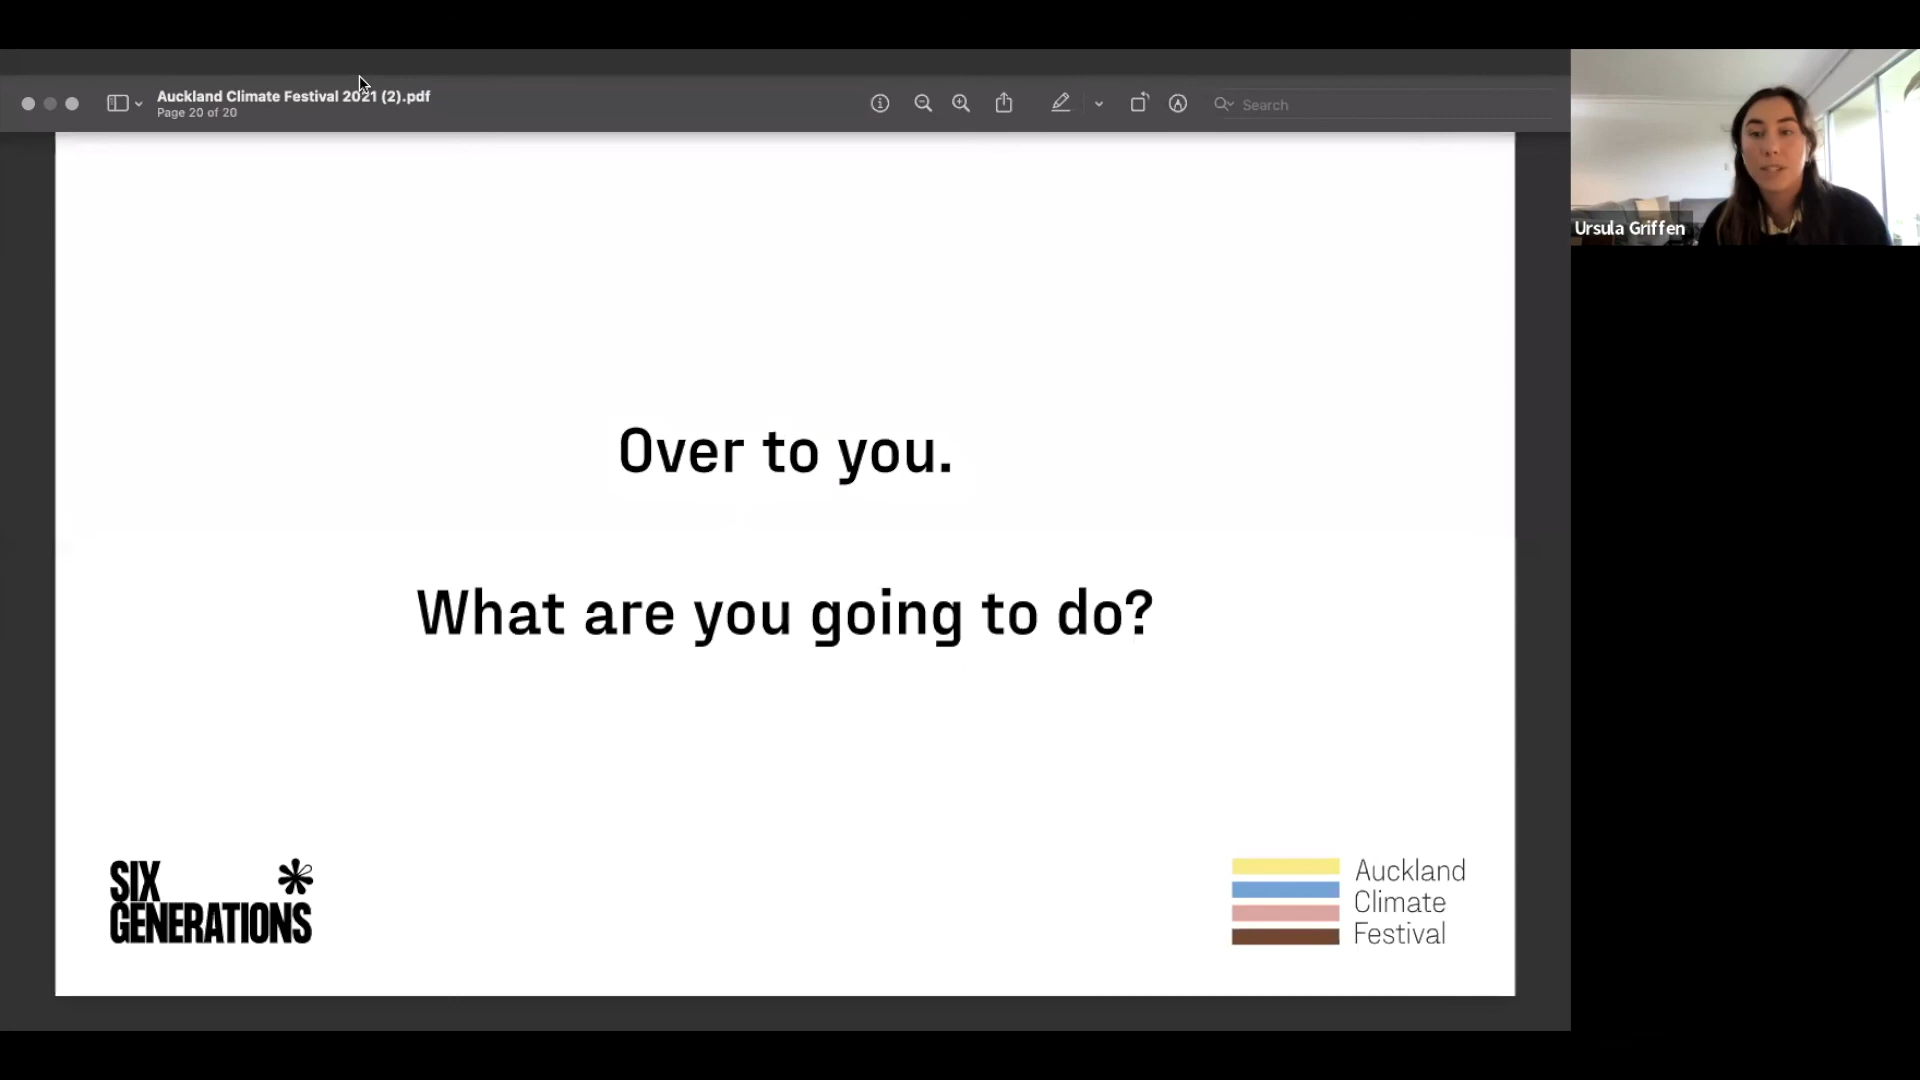 Auckland Climate Festival 2021 (2).pdf
Page 20 of 20
Search
Ursula Griffen
Over to you.
What are you going to do?
SIX
GENERATIONS
Auckland
Climate
Festival